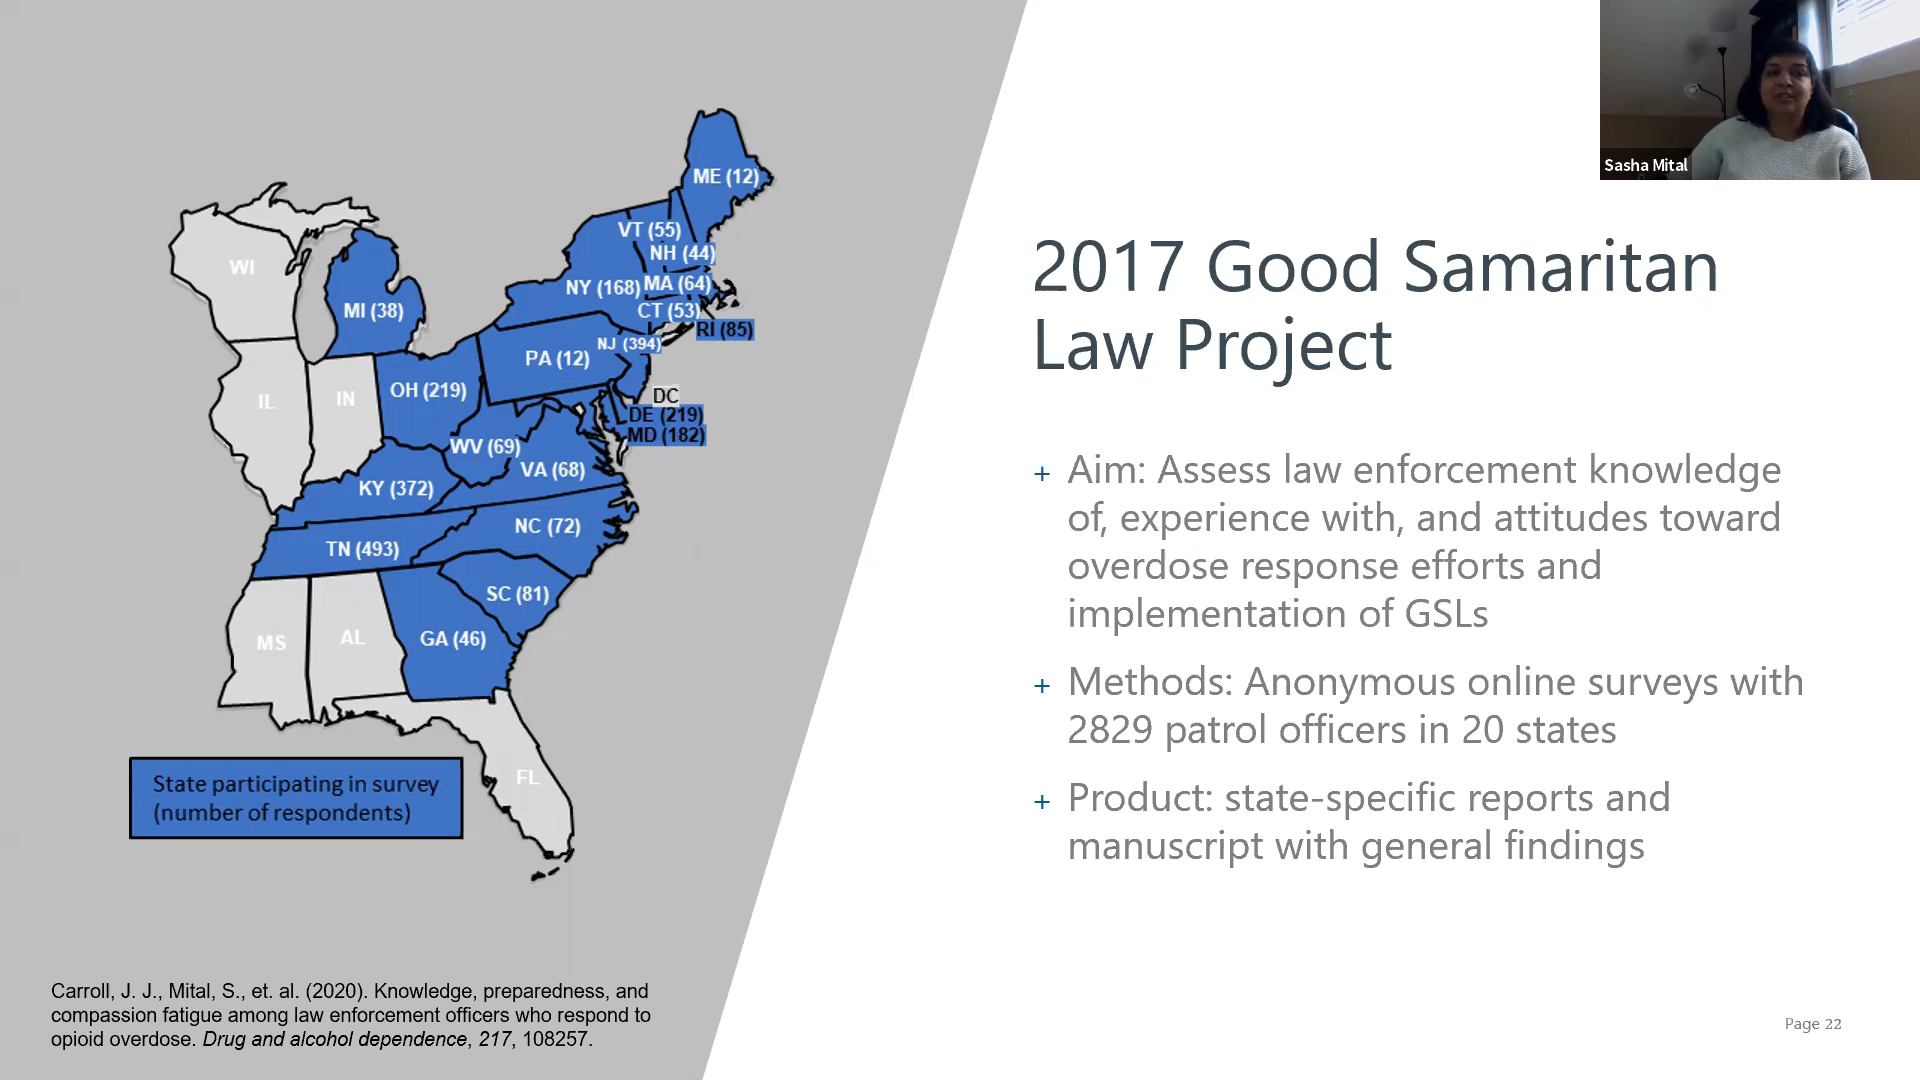 Sasha Mital
ME (12)
VT (55)
NH (44)
WI
NY (168)
MA (64)
MI (38)
CT (53)
RI (85)
NJ (394)
PA (12)
OH (219)
DC
IL
IN
DE (219)
MD (182)
WV (69)
VA (68)
KY (372)
NC (72)
TN (493)
SC (81)
MS
AL
GA (46)
FL
State participating in survey
(number of respondents)
Carroll, J. J., Mital, S., et. al. (2020). Knowledge, preparedness, and
compassion fatigue among law enforcement officers who respond to
opioid overdose. Drug and alcohol dependence, 217, 108257.
2017 Good Samaritan
Law Project
+ Aim: Assess law enforcement knowledge
of, experience with, and attitudes toward
overdose response efforts and
implementation of GSLs
+ Methods: Anonymous online surveys with
2829 patrol officers in 20 states
+ Product: state-specific reports and
manuscript with general findings
Page 22